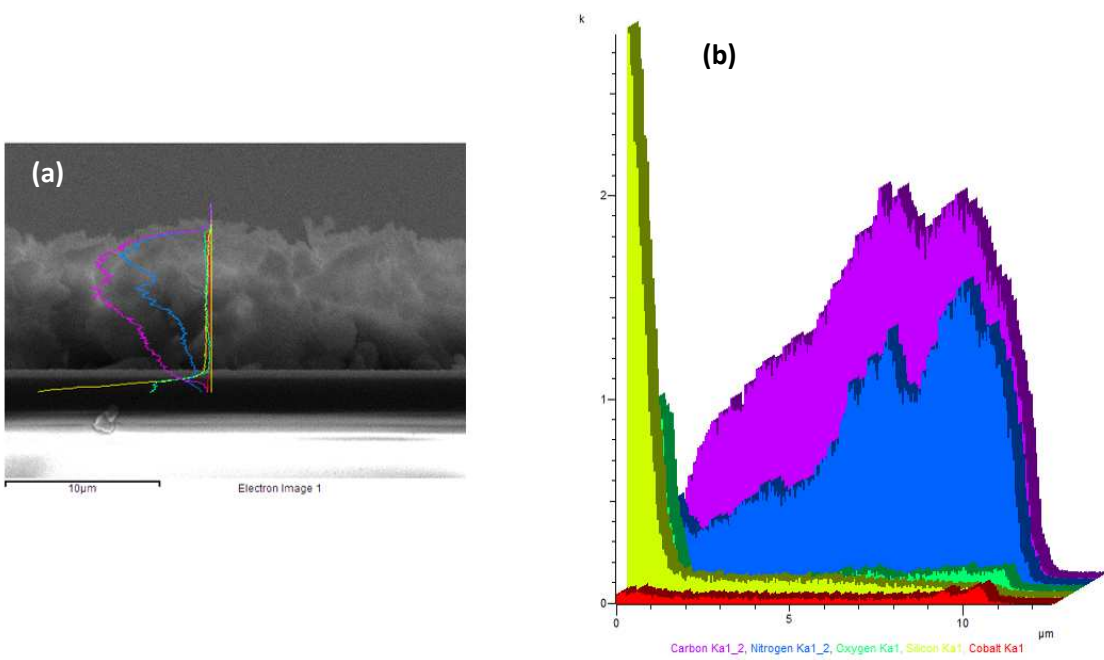 (a)
10µm
Electron Image 1
k
(b)
2
1
0
0
5
10
µm
Carbon Ka1_2, Nitrogen Ka1_2, Oxygen Ka1, Silicon Ka1, Cobalt Ka1